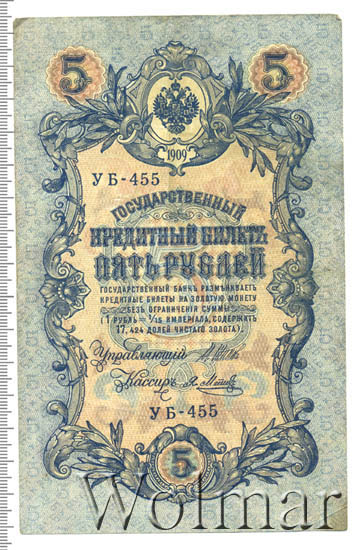 5 5
1909
УБ-455
ГОСУДАРСТВЕННЫЙ
КРЕДИТНЫЙ БИЛЕТЪ
ПЯТЬ РУБЛЕЙ
ГОСУДАРСТВЕННЫЙ БАНКЪ РАЗМѢНИВАЕТЪ
КРЕДИТНЫЕ БИЛЕТЫ НА ЗОЛОТУЮ МОНЕТУ
БЕЗЪ ОГРАНИЧЕНІЯ СУММЫ
(1 РУБЛЬ = 1/15 ИМПЕРІАЛА, СОДЕРЖИТЪ
17,424 ДОЛЕЙ ЧИСТАГО ЗОЛОТА).
Управляющій
Кассиръ
УБ-455
5
Wolmar